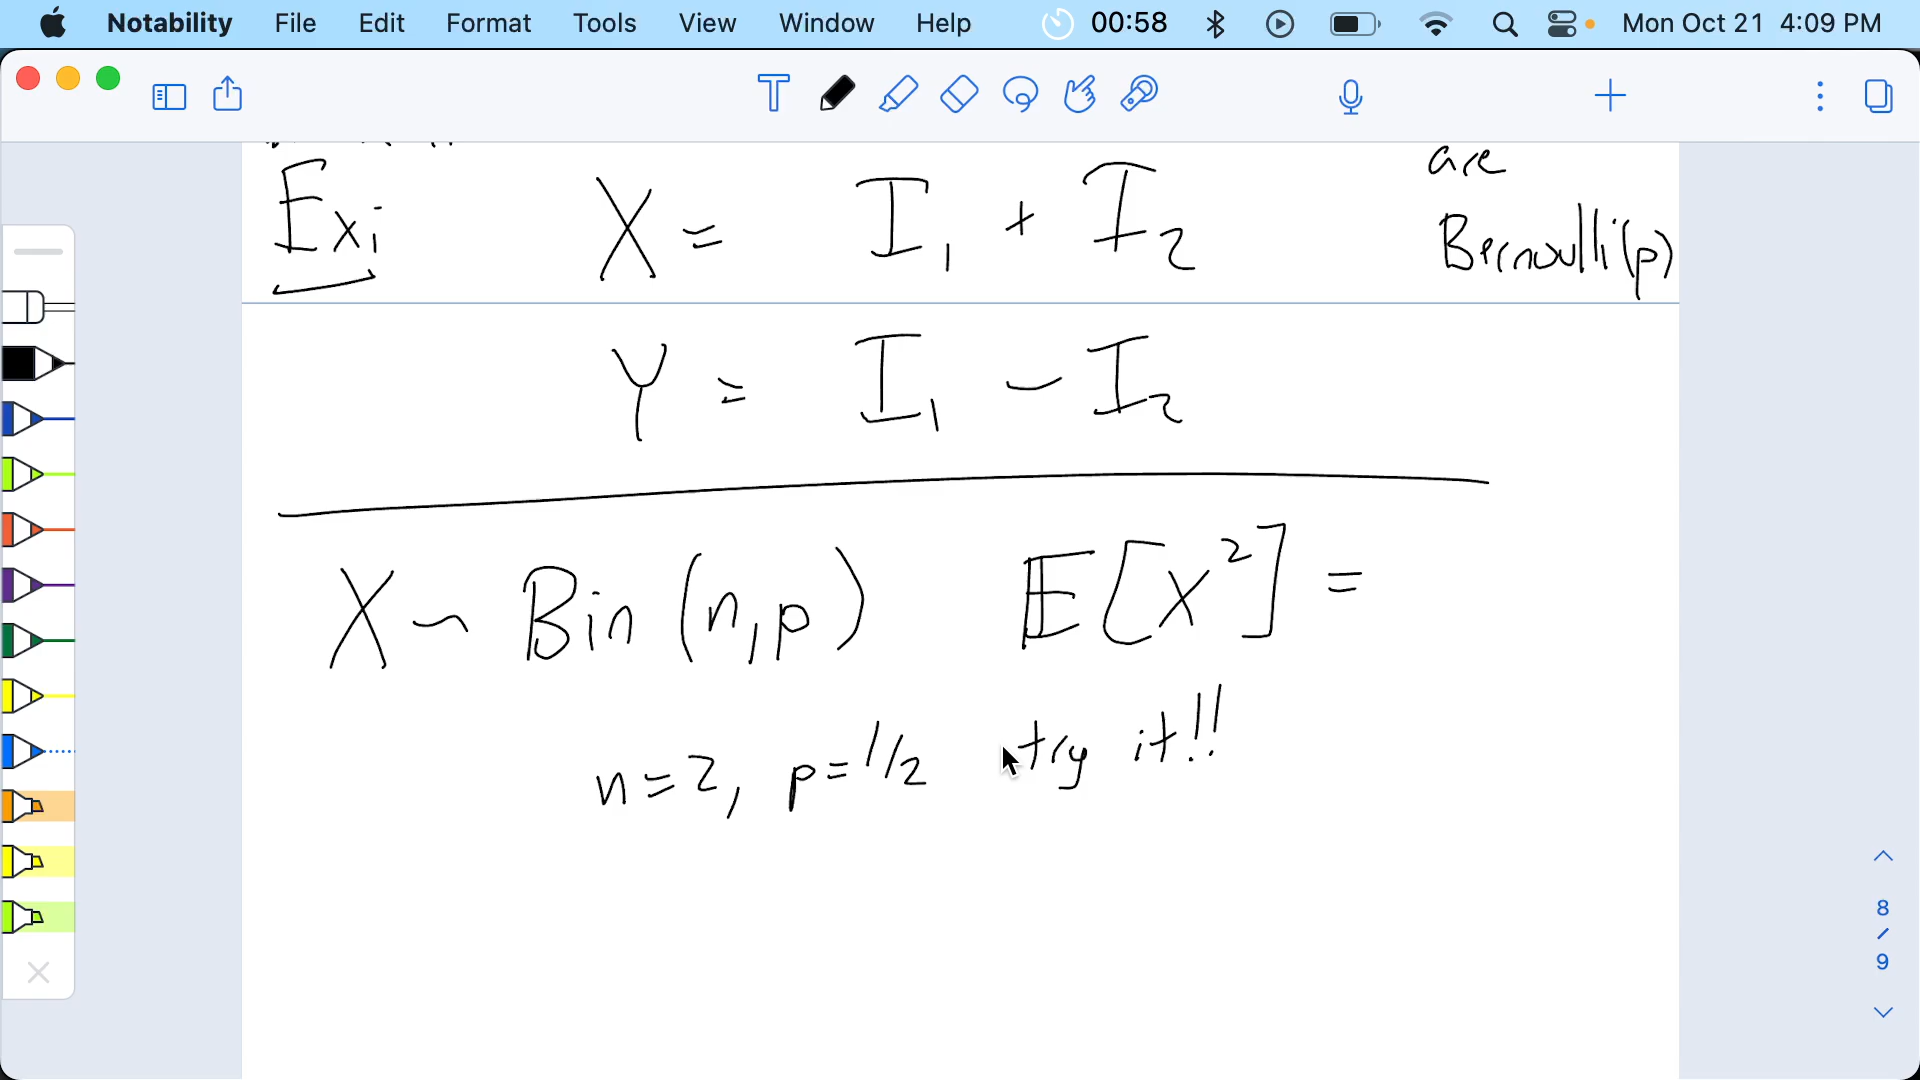 Notability File Edit Format Tools View Window Help 00:58 Mon Oct 21 4:09 PM
are
Ex: X = I₁ + I₂ Bernoulli(p)
Y = I₁ − I₂
X ~ Bin (n,p) 𝔼[X²] =
n=2, p=1/2 try it!!
8
/
9